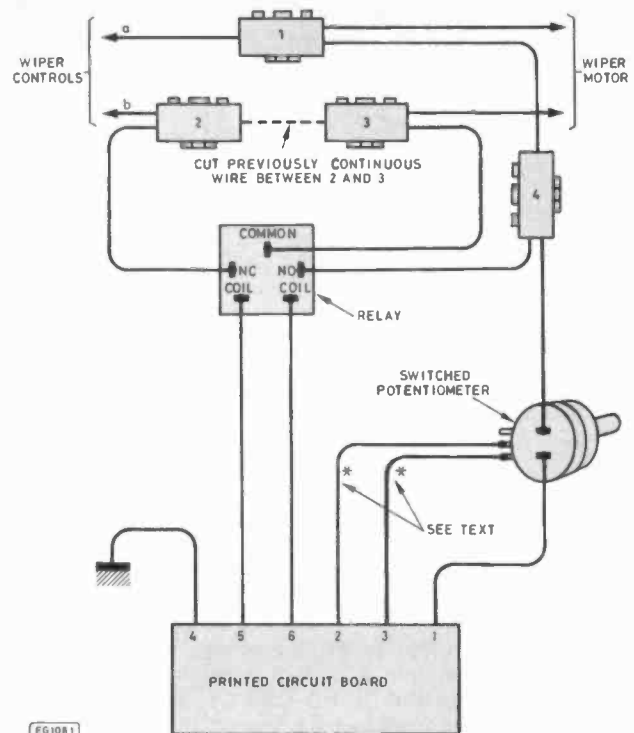 a
1
WIPER
CONTROLS
WIPER
MOTOR
b
2
3
CUT PREVIOUSLY CONTINUOUS
WIRE BETWEEN 2 AND 3
4
COMMON
NC
NO
COIL
COIL
RELAY
SWITCHED
POTENTIOMETER
*
*
SEE TEXT
4
5
6
2
3
1
PRINTED CIRCUIT BOARD
EG1081